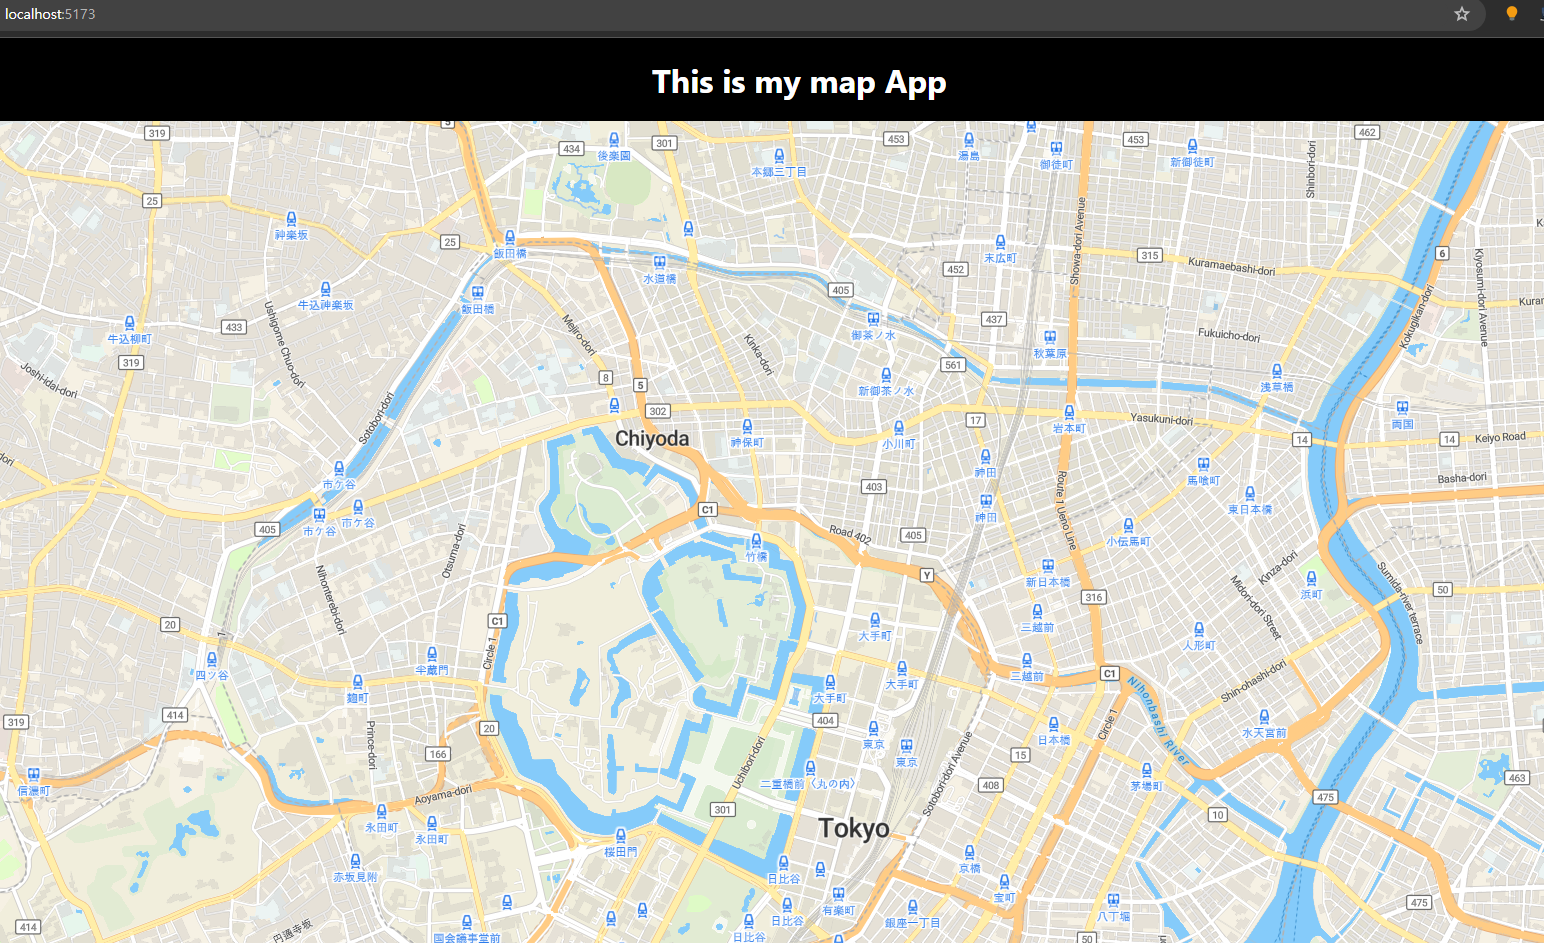 localhost:5173
This is my map App
5
319
434
後楽園
301
本郷三丁目
453
湯島
御徒町
453
新御徒町
462
Shinbori-dori
25
神楽坂
25
飯田橋
水道橋
452
末広町
Showa-dori Avenue
315
Kuramaebashi-dori
6
Kiyosumi-dori Avenue
牛込神楽坂
飯田橋
405
Kokugikan-dori
牛込柳町
433
Ushigome Chuo-dori
Mejiro-dori
御茶ノ水
437
秋葉原
Fukuicho-dori
319
Joshi-idai-dori
Kinka-dori
8
5
新御茶ノ水
561
浅草橋
Sotobori-dori
302
Chiyoda
神保町
小川町
17
岩本町
Yasukuni-dori
14
両国
14
Keiyo Road
市ケ谷
403
神田
馬喰町
Basha-dori
市ケ谷
市ケ谷
405
C1
神田
Route 1 Ueno Line
東日本橋
Otsuma-dori
竹橋
Road 402
405
小伝馬町
Y
新日本橋
Kinza-dori
Sumida-river terrace
Nihonterebi-dori
316
Midori-dori Street
浜町
50
20
1
C1
大手町
三越前
人形町
Circle 1
半蔵門
四ツ谷
麹町
大手町
大手町
三越前
C1
Shin-ohashi-dori
Nihonbashi River
319
414
20
404
東京
東京
日本橋
Circle 1
水天宮前
Prince-dori
166
Uchibori-dori
Sotobori-dori Avenue
15
信濃町
二重橋前〈丸の内〉
408
茅場町
463
475
Aoyama-dori
301
10
永田町
永田町
Tokyo
桜田門
赤坂見附
日比谷
京橋
有楽町
宝町
八丁堀
475
414
円通寺坂
国会議事堂前
日比谷
日比谷
銀座一丁目
50